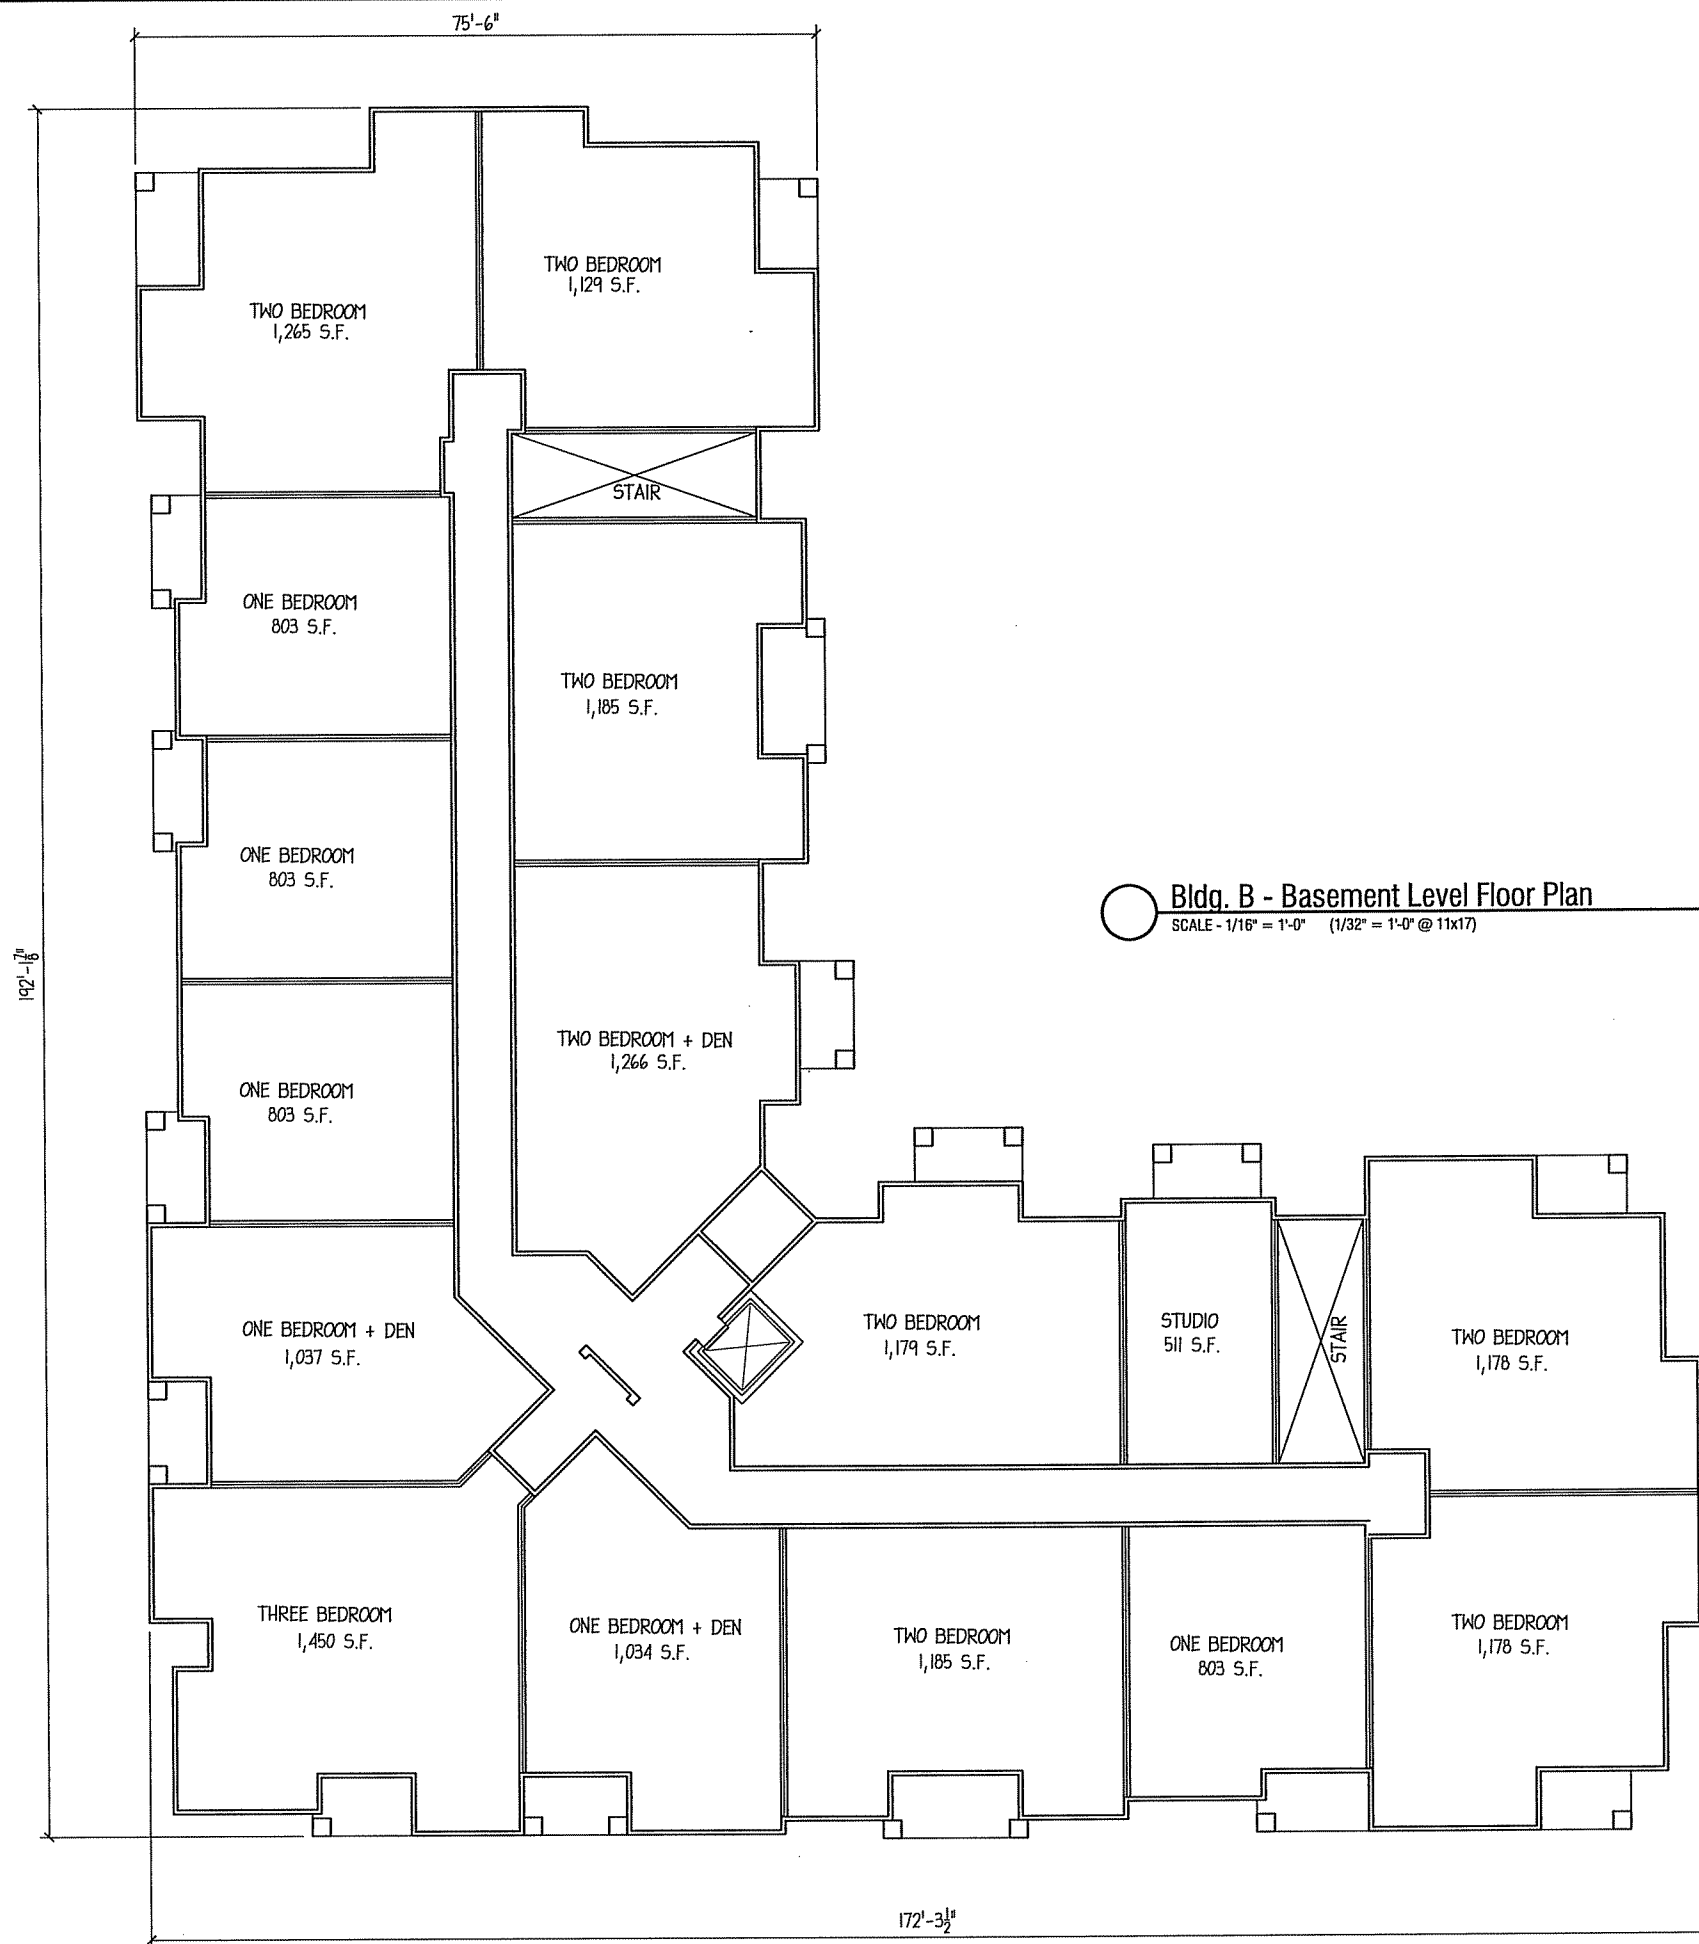 75'-6"
TWO BEDROOM
1,129 S.F.
TWO BEDROOM
1,265 S.F.
STAIR
ONE BEDROOM
803 S.F.
TWO BEDROOM
1,185 S.F.
ONE BEDROOM
803 S.F.
Bldg. B - Basement Level Floor Plan
SCALE - 1/16" = 1'-0" (1/32" = 1'-0" @ 11x17)
192'-1⅞"
TWO BEDROOM + DEN
1,266 S.F.
ONE BEDROOM
803 S.F.
ONE BEDROOM + DEN
1,037 S.F.
TWO BEDROOM
1,179 S.F.
STUDIO
511 S.F.
STAIR
TWO BEDROOM
1,178 S.F.
THREE BEDROOM
1,450 S.F.
ONE BEDROOM + DEN
1,034 S.F.
TWO BEDROOM
1,185 S.F.
ONE BEDROOM
803 S.F.
TWO BEDROOM
1,178 S.F.
172'-3½"